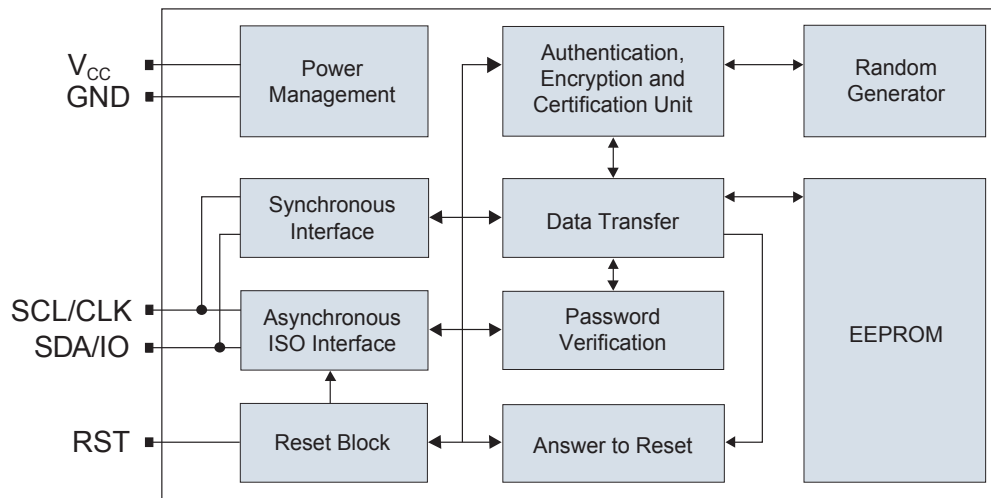 V_CC
GND
Power
Management
Authentication,
Encryption and
Certification Unit
Random
Generator
Synchronous
Interface
Data Transfer
EEPROM
SCL/CLK
SDA/IO
Asynchronous
ISO Interface
Password
Verification
RST
Reset Block
Answer to Reset